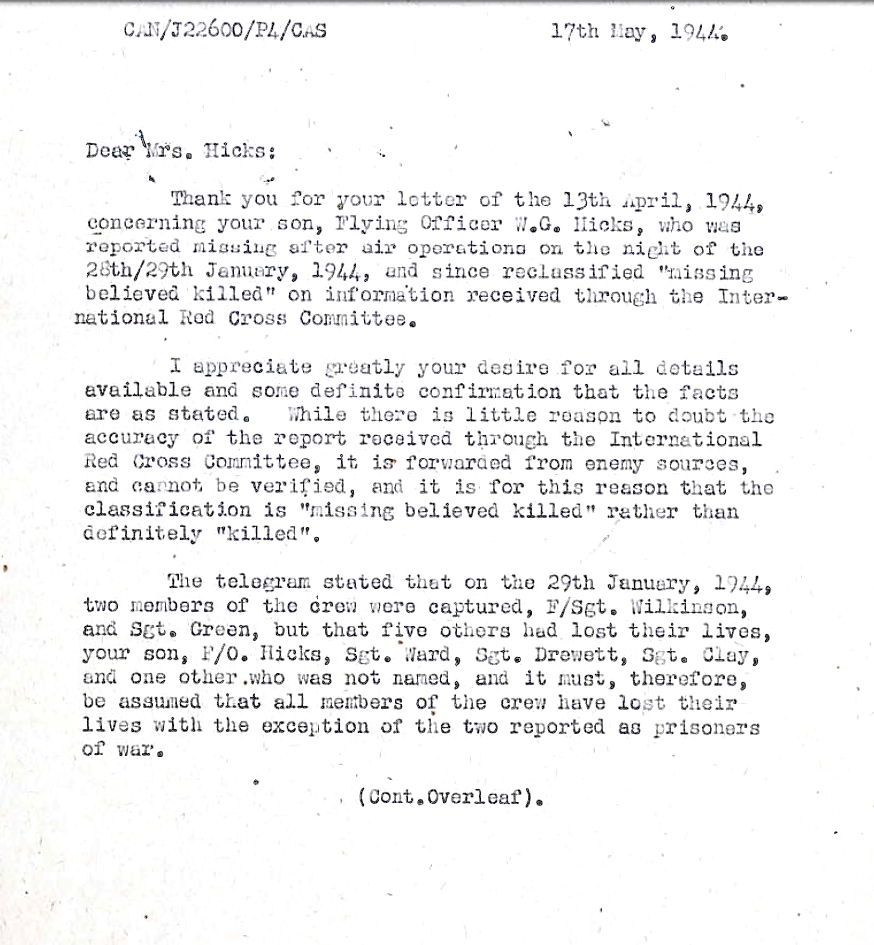 CAN/J22600/P4/CAS 17th May, 1944.
Dear Mrs. Hicks:
Thank you for your letter of the 13th April, 1944,
concerning your son, Flying Officer W.G. Hicks, who was
reported missing after air operations on the night of the
28th/29th January, 1944, and since reclassified "missing
believed killed" on information received through the Inter-
national Red Cross Committee.
I appreciate greatly your desire for all details
available and some definite confirmation that the facts
are as stated. While there is little reason to doubt the
accuracy of the report received through the International
Red Cross Committee, it is forwarded from enemy sources,
and cannot be verified, and it is for this reason that the
classification is "missing believed killed" rather than
definitely "killed".
The telegram stated that on the 29th January, 1944,
two members of the crew were captured, F/Sgt. Wilkinson,
and Sgt. Green, but that five others had lost their lives,
your son, F/O. Hicks, Sgt. Ward, Sgt. Drewett, Sgt. Clay,
and one other who was not named, and it must, therefore,
be assumed that all members of the crew have lost their
lives with the exception of the two reported as prisoners
of war.
(Cont.Overleaf).